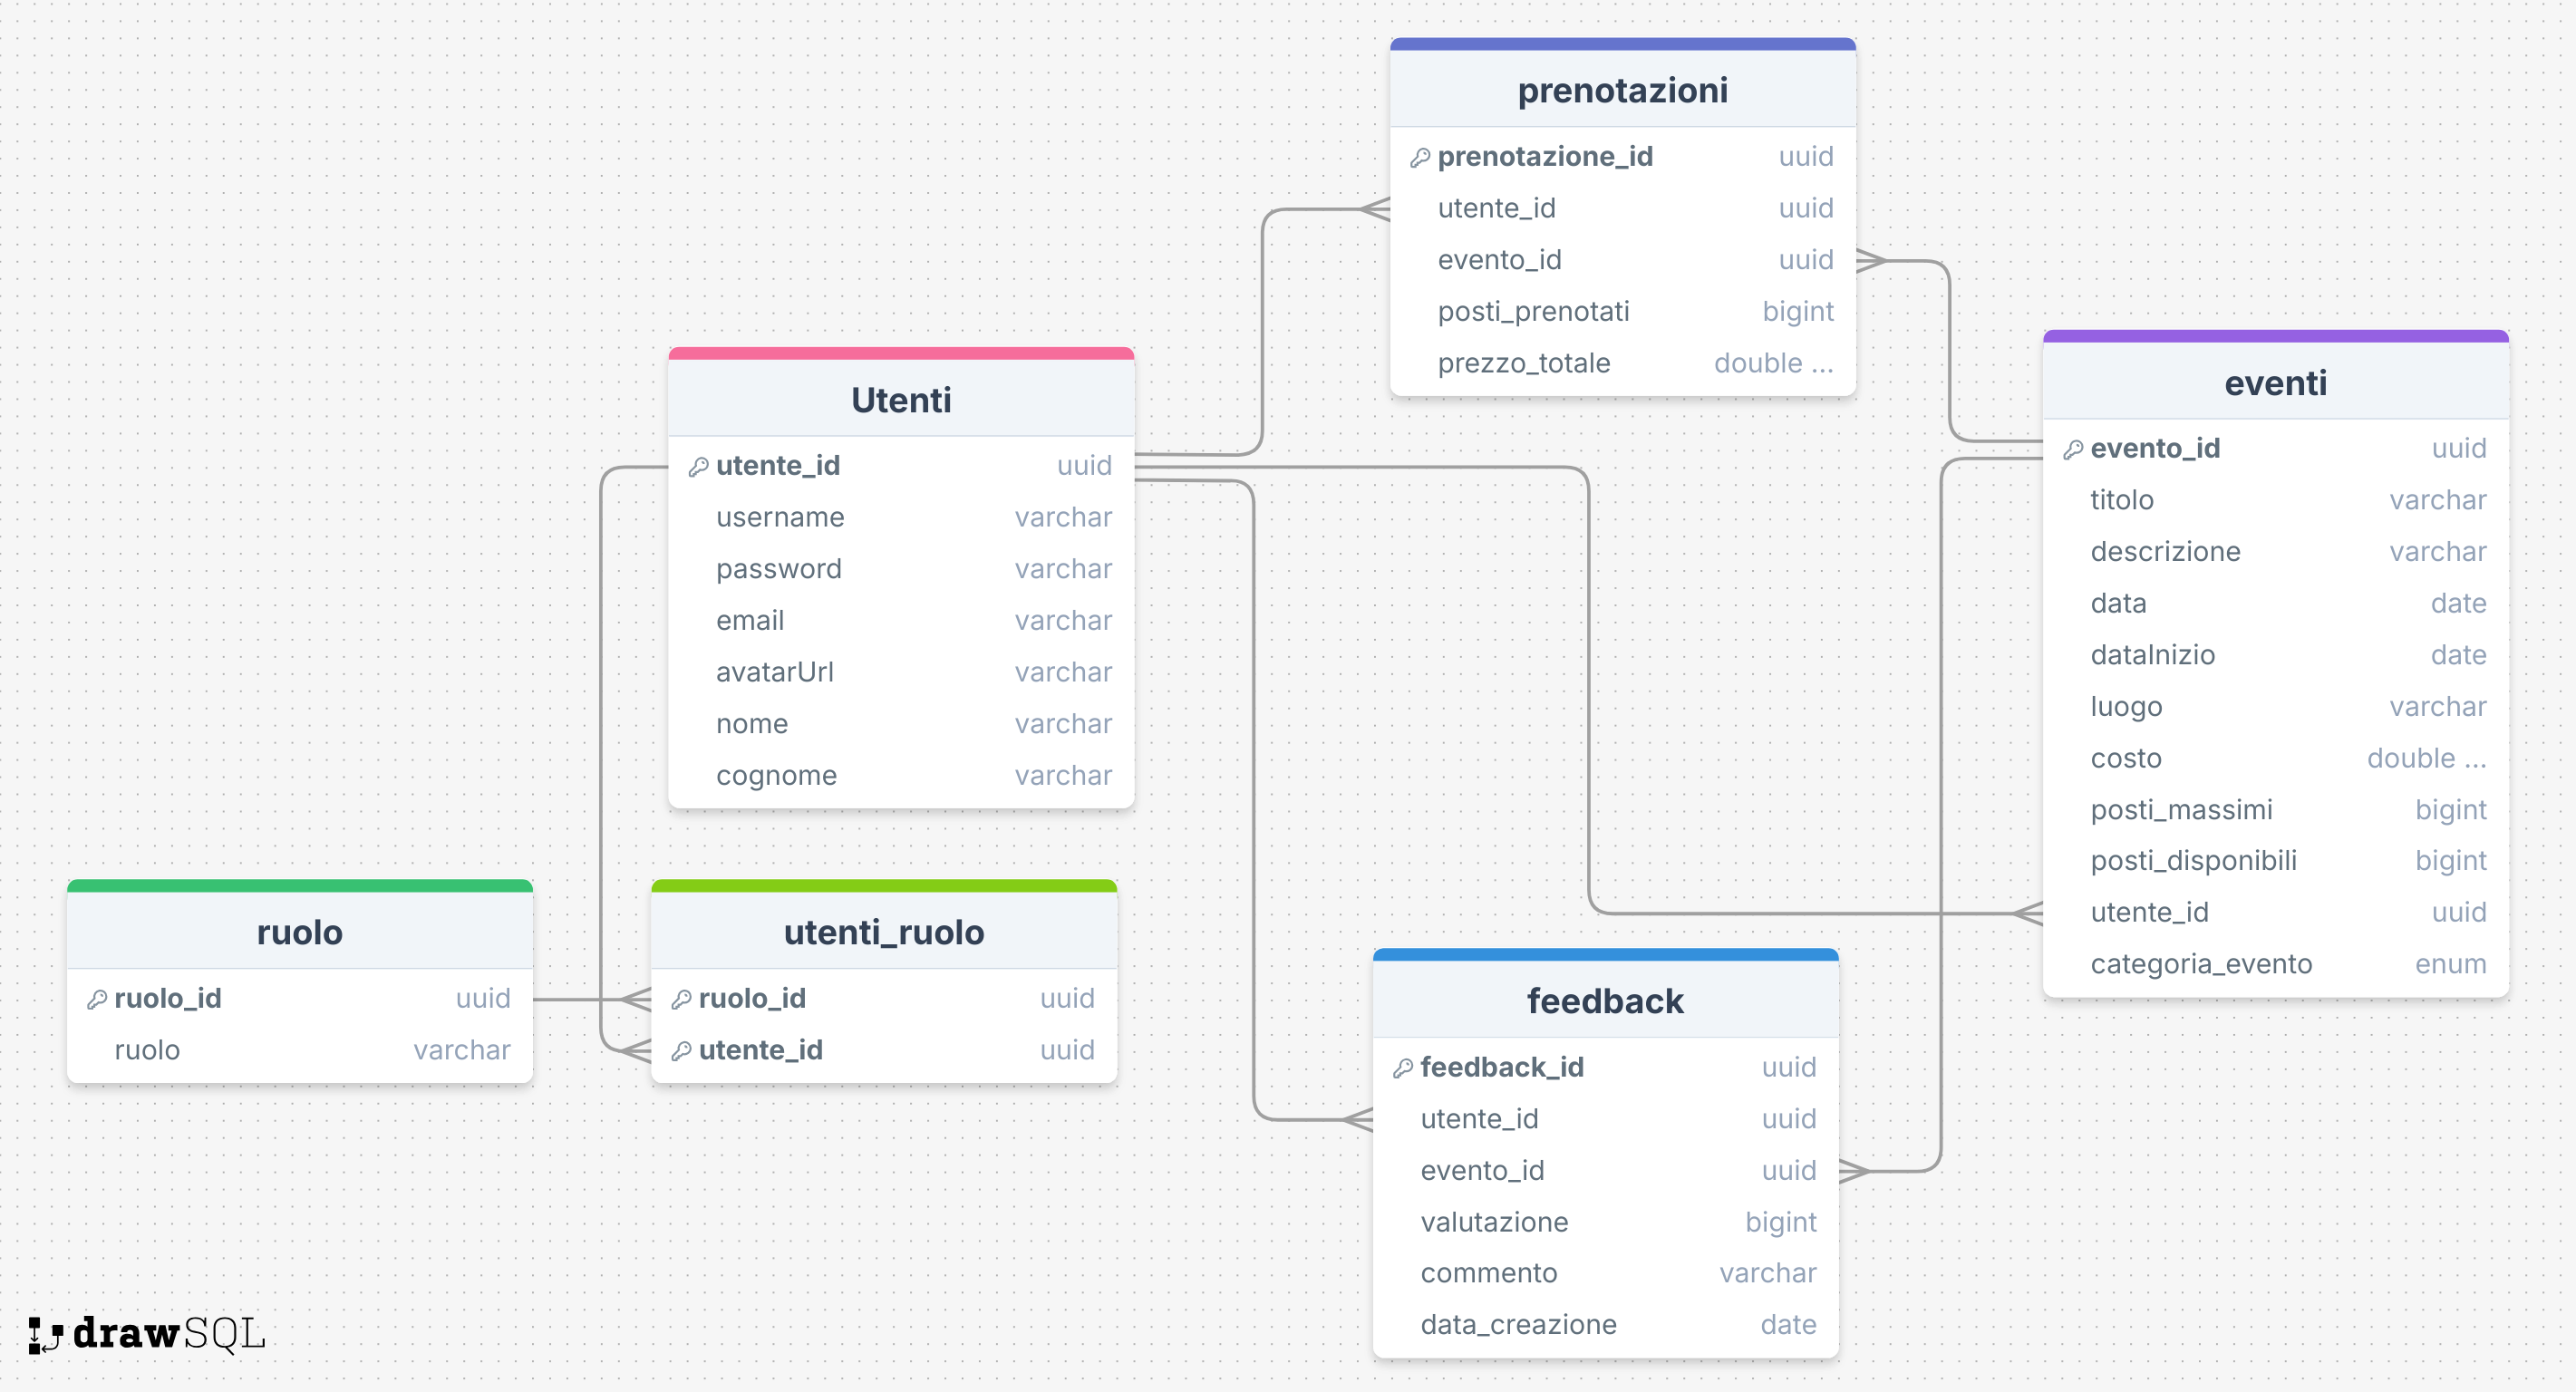 prenotazioni
prenotazione_id uuid
utente_id uuid
evento_id uuid
posti_prenotati bigint
prezzo_totale double ...
Utenti
utente_id uuid
username varchar
password varchar
email varchar
avatarUrl varchar
nome varchar
cognome varchar
eventi
evento_id uuid
titolo varchar
descrizione varchar
data date
dataInizio date
luogo varchar
costo double ...
posti_massimi bigint
posti_disponibili bigint
utente_id uuid
categoria_evento enum
ruolo
ruolo_id uuid
ruolo varchar
utenti_ruolo
ruolo_id uuid
utente_id uuid
feedback
feedback_id uuid
utente_id uuid
evento_id uuid
valutazione bigint
commento varchar
data_creazione date
drawSQL